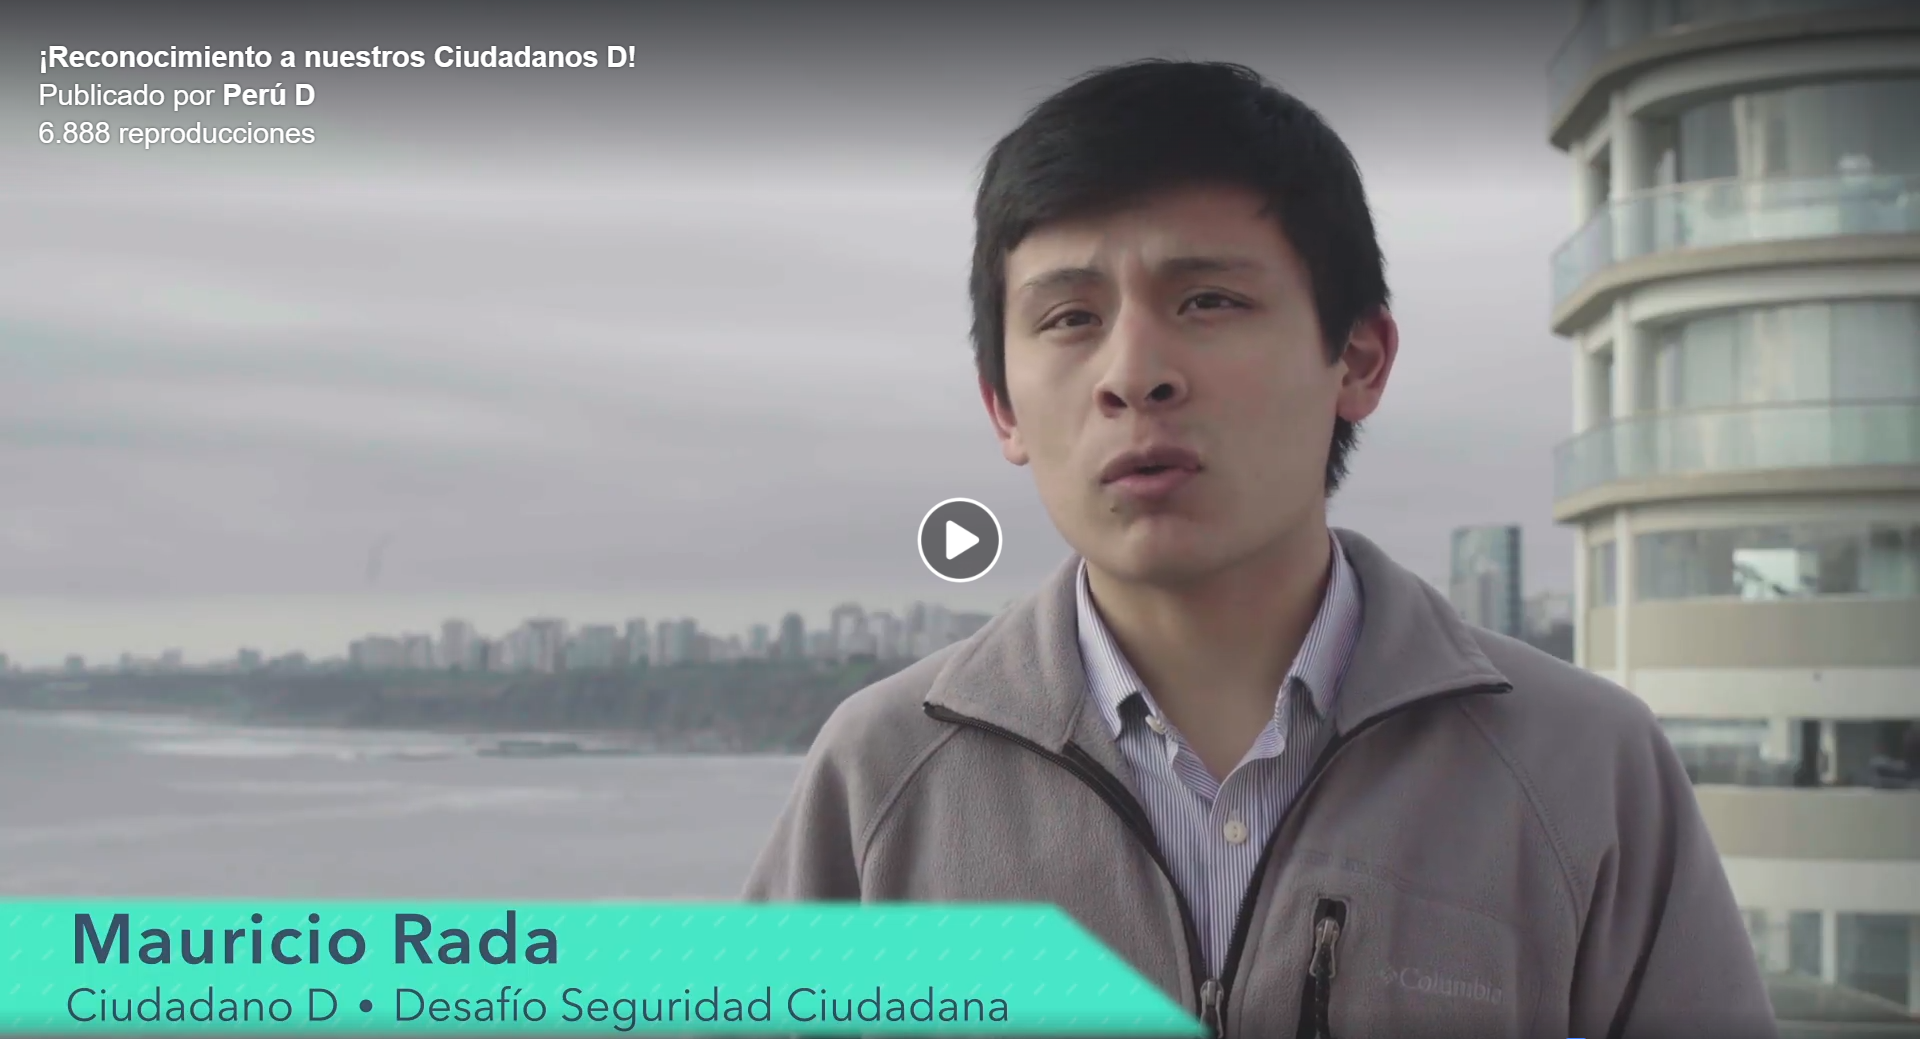 ¡Reconocimiento a nuestros Ciudadanos D!
Publicado por Perú D
6.888 reproducciones
Columbia
Mauricio Rada
Ciudadano D • Desafío Seguridad Ciudadana